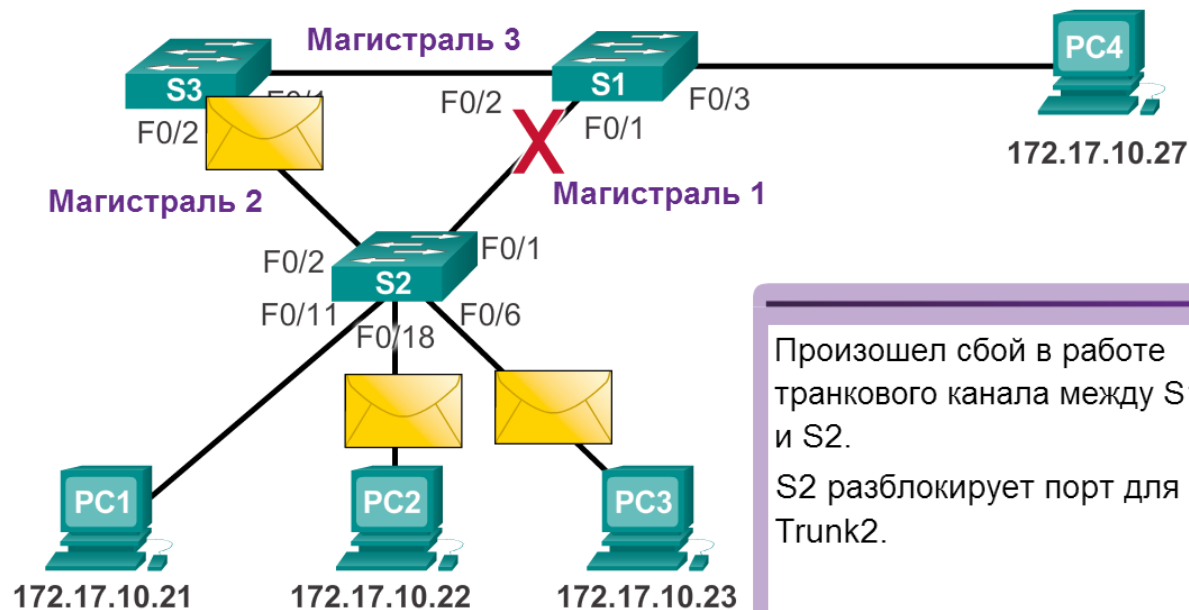 Магистраль 3
PC4
S3
S1
F0/1
F0/2
F0/3
F0/2
F0/1
172.17.10.27
Магистраль 2
Магистраль 1
F0/1
F0/2
S2
F0/11
F0/6
F0/18
Произошел сбой в работе
транкового канала между
и S2.
S2 разблокирует порт для
Trunk2.
PC1
PC2
PC3
172.17.10.21
172.17.10.22
172.17.10.23